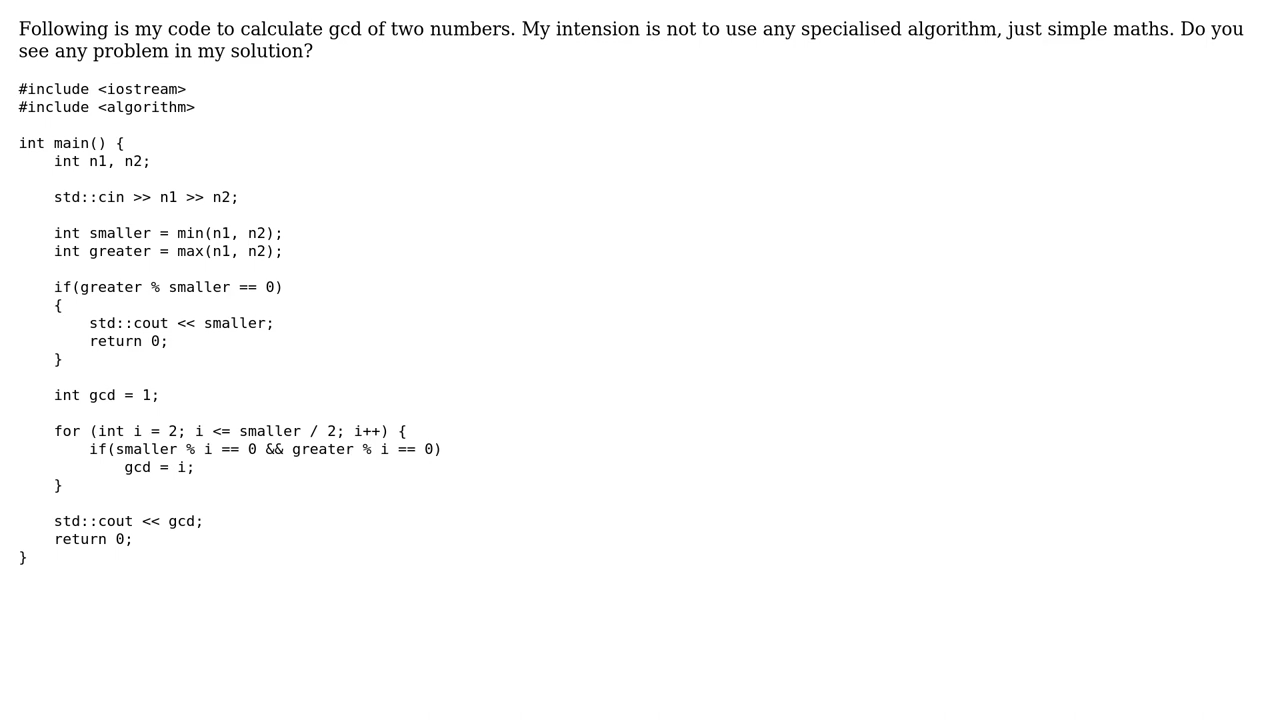 Following is my code to calculate gcd of two numbers. My intension is not to use any specialised algorithm, just simple maths. Do you
see any problem in my solution?
#include <iostream>
#include <algorithm>
int main() {
    int n1, n2;
    std::cin >> n1 >> n2;
    int smaller = min(n1, n2);
    int greater = max(n1, n2);
    if(greater % smaller == 0)
    {
        std::cout << smaller;
        return 0;
    }
    int gcd = 1;
    for (int i = 2; i <= smaller / 2; i++) {
        if(smaller % i == 0 && greater % i == 0)
            gcd = i;
    }
    std::cout << gcd;
    return 0;
}